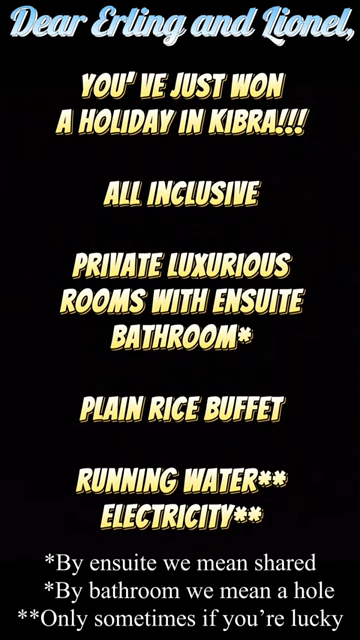 Dear Erling and Lionel,
YOU' VE JUST WON
A HOLIDAY IN KIBRA!!!
ALL INCLUSIVE
PRIVATE LUXURIOUS
ROOMS WITH ENSUITE
BATHROOM*
PLAIN RICE BUFFET
RUNNING WATER**
ELECTRICITY**
*By ensuite we mean shared
*By bathroom we mean a hole
**Only sometimes if you're lucky